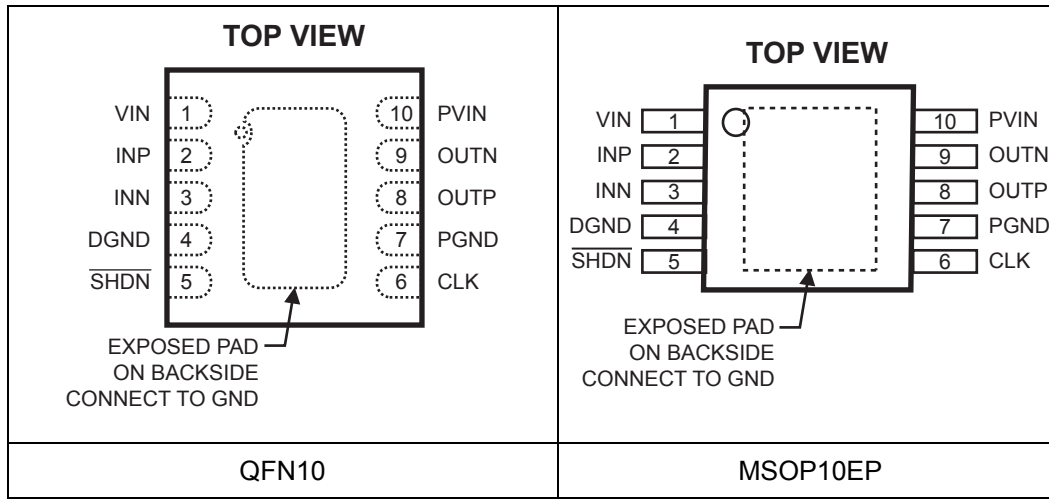 TOP VIEW
VIN 1
INP 2
INN 3
DGND 4
SHDN 5
10 PVIN
9 OUTN
8 OUTP
7 PGND
6 CLK
EXPOSED PAD
ON BACKSIDE
CONNECT TO GND
QFN10
TOP VIEW
VIN 1
INP 2
INN 3
DGND 4
SHDN 5
10 PVIN
9 OUTN
8 OUTP
7 PGND
6 CLK
EXPOSED PAD
ON BACKSIDE
CONNECT TO GND
MSOP10EP